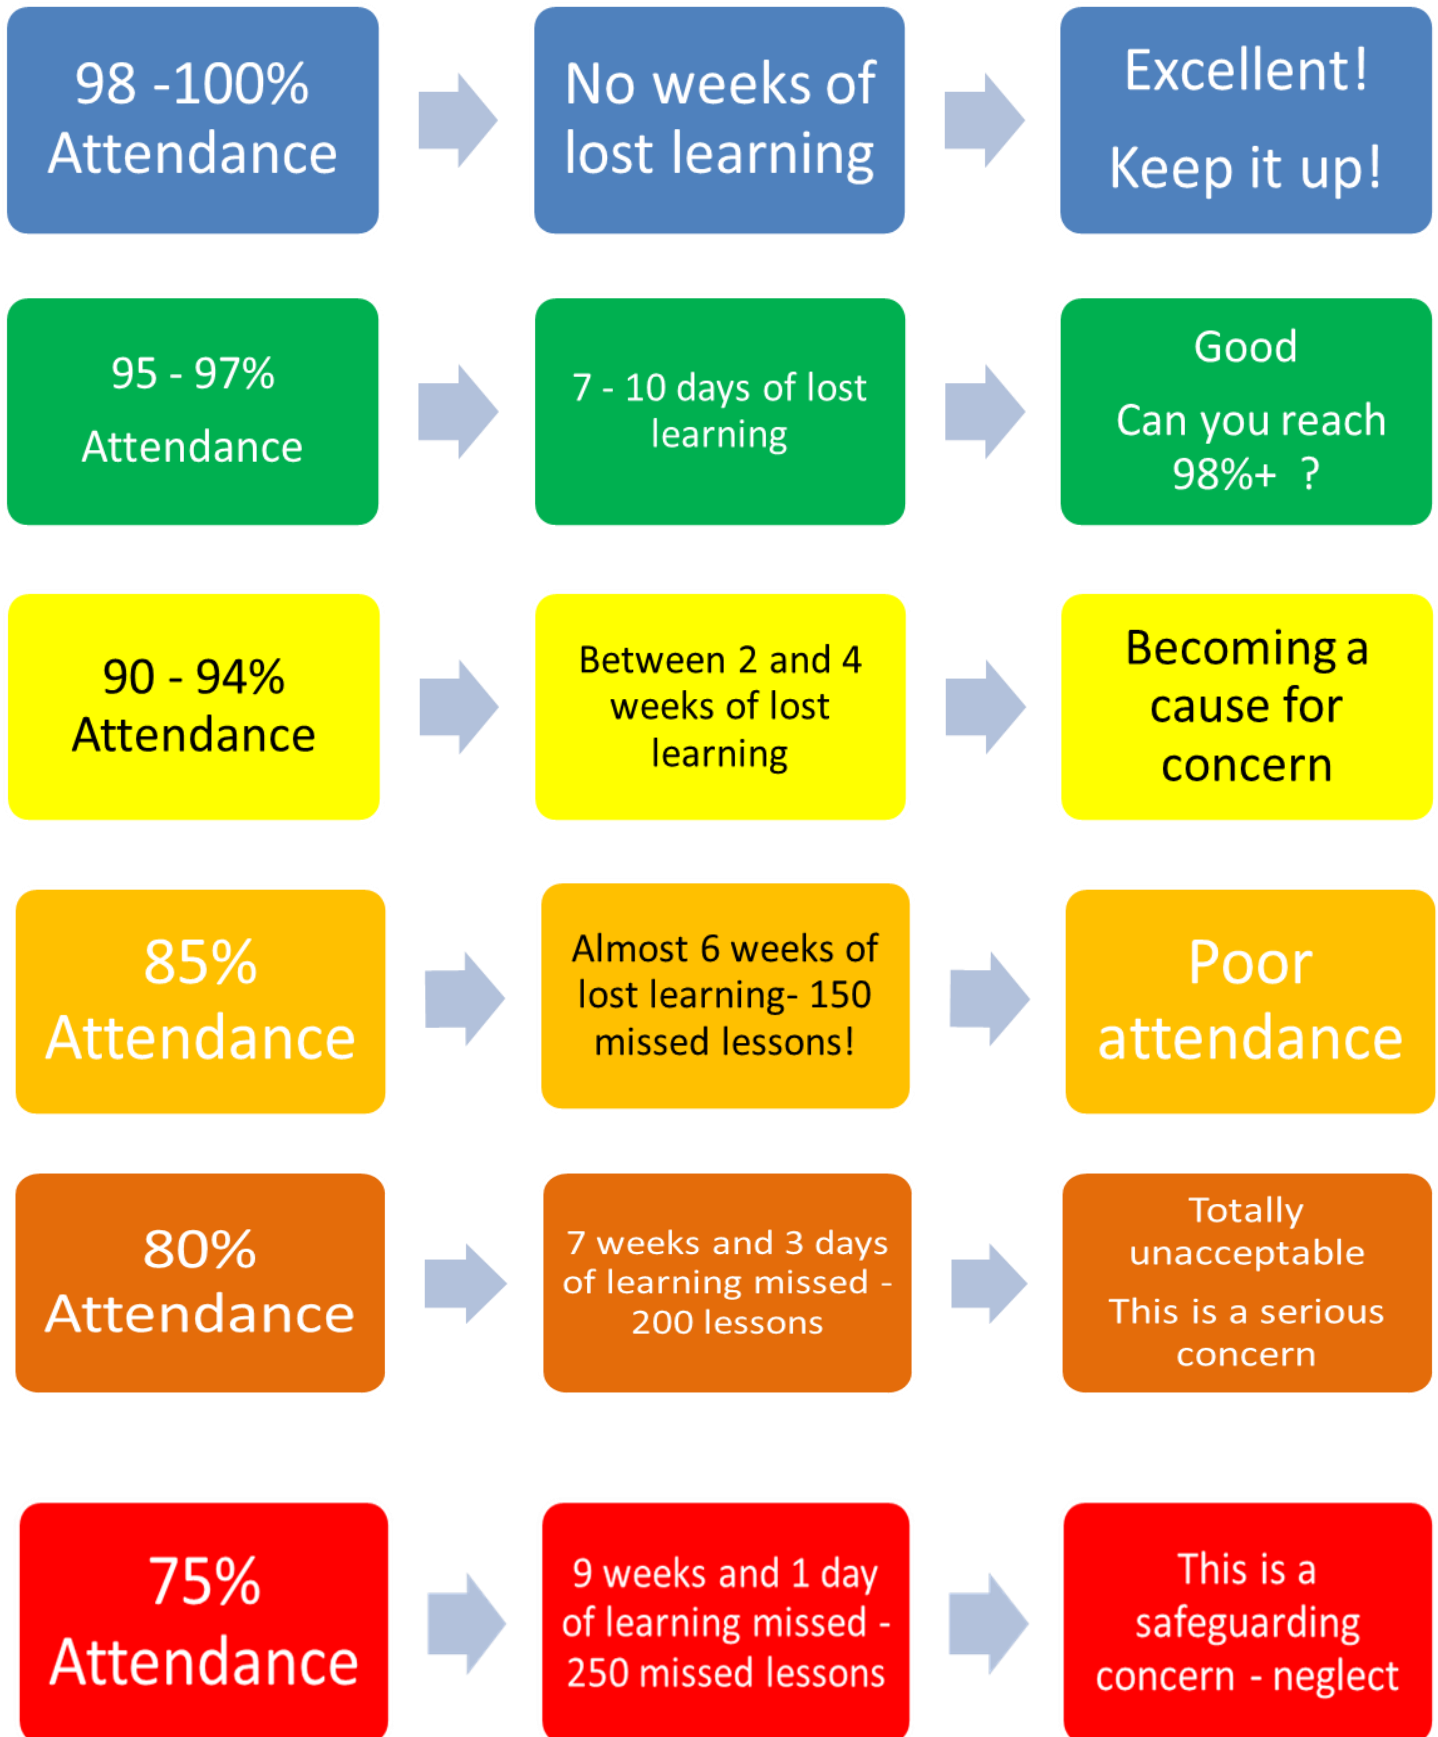 98 -100%
Attendance
No weeks of
lost learning
Excellent!
Keep it up!
95 - 97%
Attendance
7 - 10 days of lost
learning
Good
Can you reach
98%+ ?
90 - 94%
Attendance
Between 2 and 4
weeks of lost
learning
Becoming a
cause for
concern
85%
Attendance
Almost 6 weeks of
lost learning- 150
missed lessons!
Poor
attendance
80%
Attendance
7 weeks and 3 days
of learning missed -
200 lessons
Totally
unacceptable
This is a serious
concern
75%
Attendance
9 weeks and 1 day
of learning missed -
250 missed lessons
This is a
safeguarding
concern - neglect